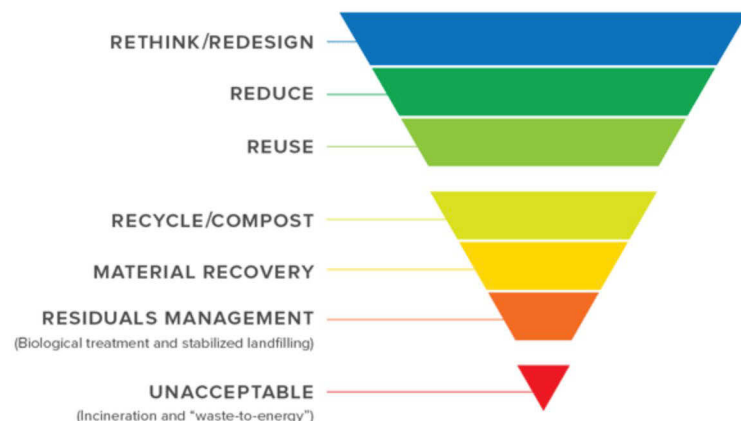 RETHINK/REDESIGN
REDUCE
REUSE
RECYCLE/COMPOST
MATERIAL RECOVERY
RESIDUALS MANAGEMENT
(Biological treatment and stabilized landfilling)
UNACCEPTABLE
(Incineration and “waste-to-energy”)